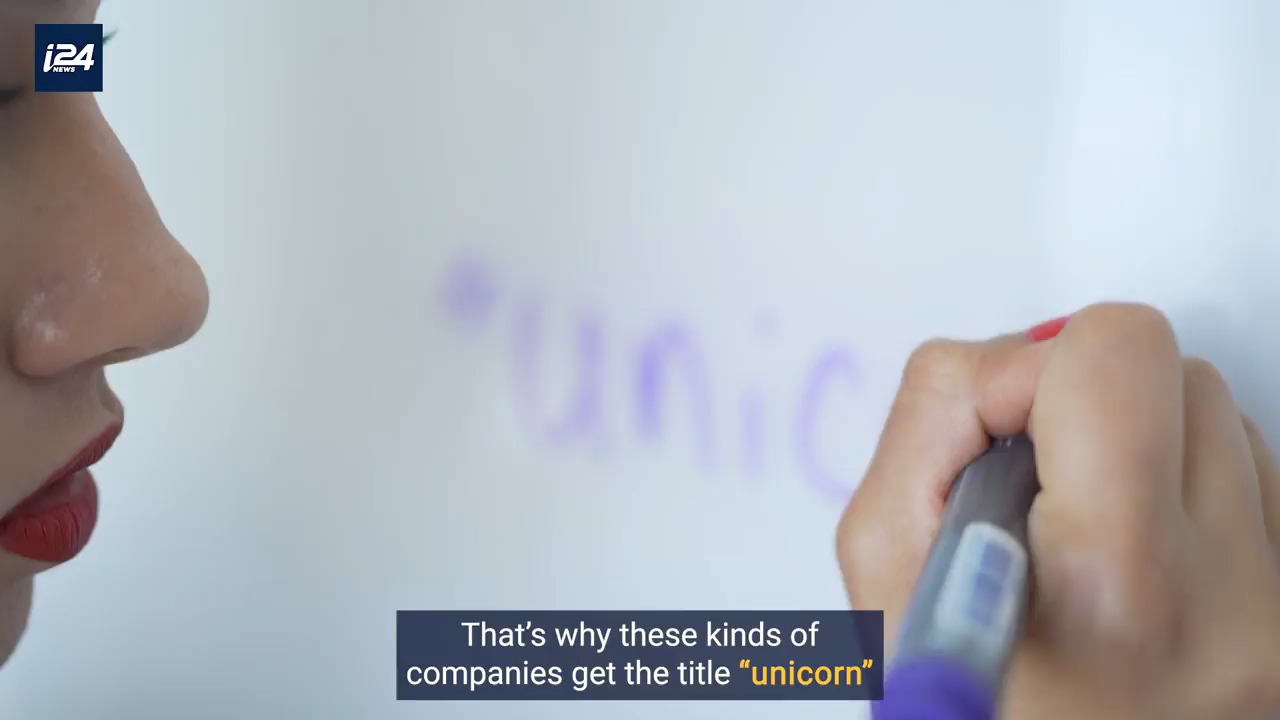 i24
NEWS
"unic
That's why these kinds of
companies get the title “unicorn”